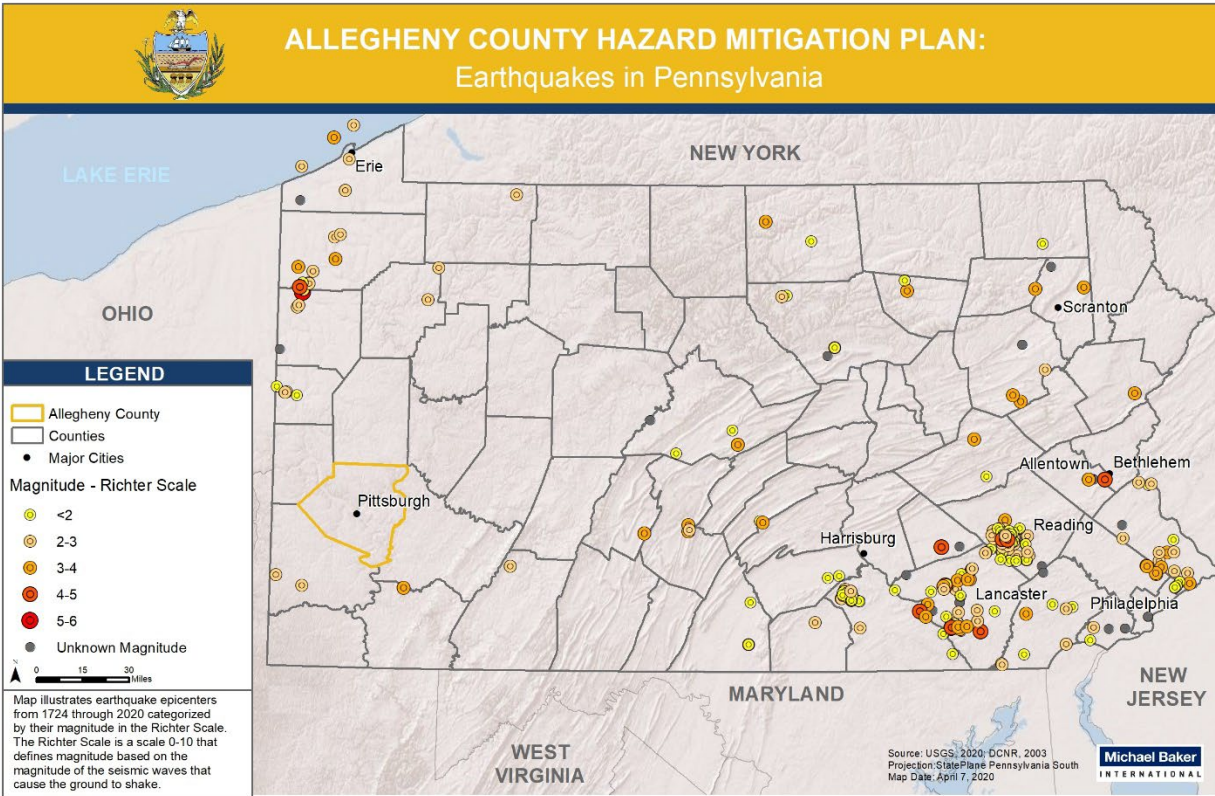 ALLEGHENY COUNTY HAZARD MITIGATION PLAN:
Earthquakes in Pennsylvania
LAKE ERIE
Erie
NEW YORK
OHIO
Scranton
Allentown
Bethlehem
Pittsburgh
Harrisburg
Reading
Lancaster
Philadelphia
MARYLAND
NEW
JERSEY
WEST
VIRGINIA
LEGEND
Allegheny County
Counties
Major Cities
Magnitude - Richter Scale
<2
2-3
3-4
4-5
5-6
Unknown Magnitude
N
0 15 30
Miles
Map illustrates earthquake epicenters
from 1724 through 2020 categorized
by their magnitude in the Richter Scale.
The Richter Scale is a scale 0-10 that
defines magnitude based on the
magnitude of the seismic waves that
cause the ground to shake.
Source: USGS, 2020; DCNR, 2003
Projection:StatePlane Pennsylvania South
Map Date: April 7, 2020
Michael Baker
INTERNATIONAL